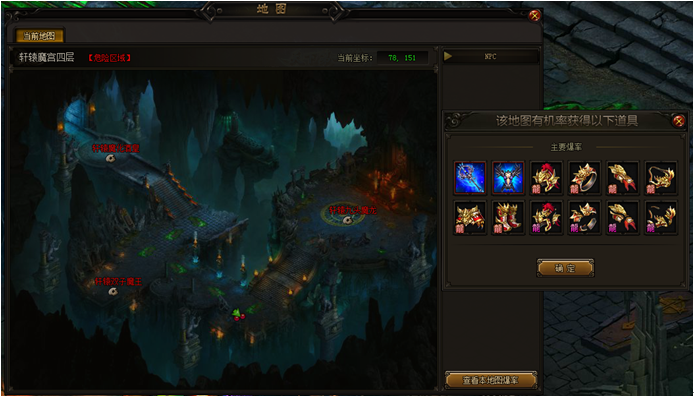 地图
当前地图
轩辕魔宫四层 【危险区域】 当前坐标: 78, 151
NPC
该地图有机率获得以下道具
主要爆率
确定
查看本地图爆率